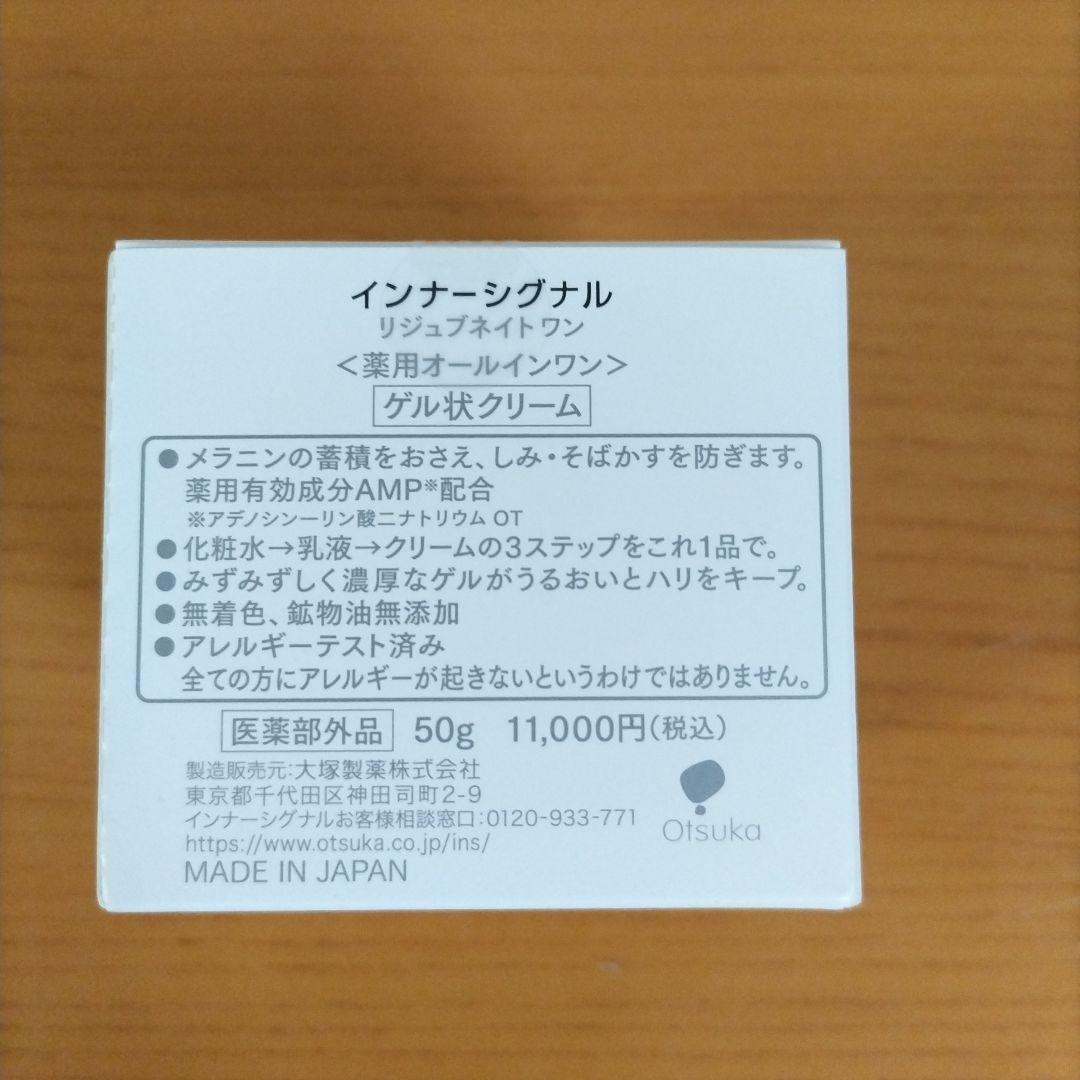 インナーシグナル
リジュブネイト ワン
＜薬用オールインワン＞
ゲル状クリーム
●メラニンの蓄積をおさえ、しみ・そばかすを防ぎます。
薬用有効成分AMP※配合
※アデノシン一リン酸二ナトリウム OT
●化粧水→乳液→クリームの3ステップをこれ1品で。
●みずみずしく濃厚なゲルがうるおいとハリをキープ。
●無着色、鉱物油無添加
●アレルギーテスト済み
全ての方にアレルギーが起きないというわけではありません。
医薬部外品 50g 11,000円(税込)
製造販売元:大塚製薬株式会社
東京都千代田区神田司町2-9
インナーシグナルお客様相談窓口:0120-933-771
https://www.otsuka.co.jp/ins/
MADE IN JAPAN
Otsuka